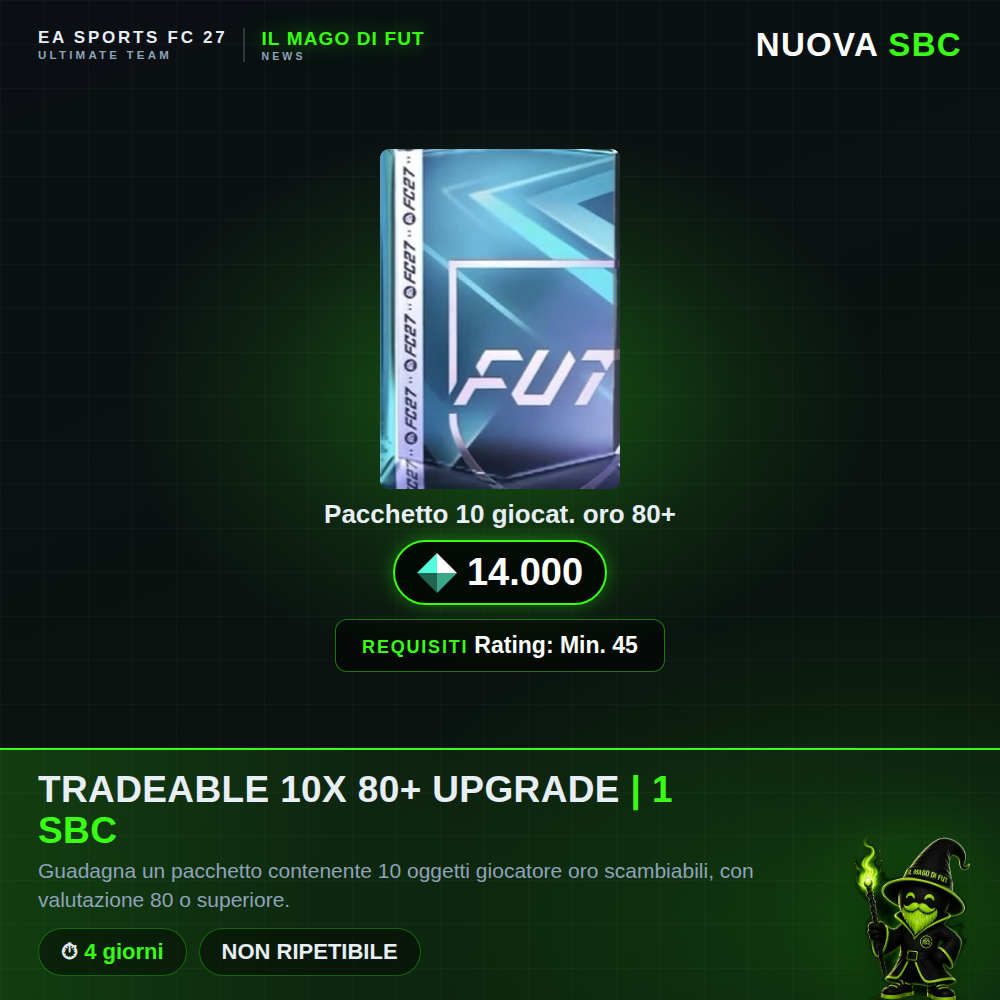 EA SPORTS FC 27
ULTIMATE TEAM
IL MAGO DI FUT
NEWS
NUOVA SBC
FC27 FC27 FC27 FC27 FC27
FUT
Pacchetto 10 giocat. oro 80+
14.000
REQUISITI Rating: Min. 45
TRADEABLE 10X 80+ UPGRADE | 1
SBC
Guadagna un pacchetto contenente 10 oggetti giocatore oro scambiabili, con
valutazione 80 o superiore.
4 giorni
NON RIPETIBILE
IL MAGO DI FUT